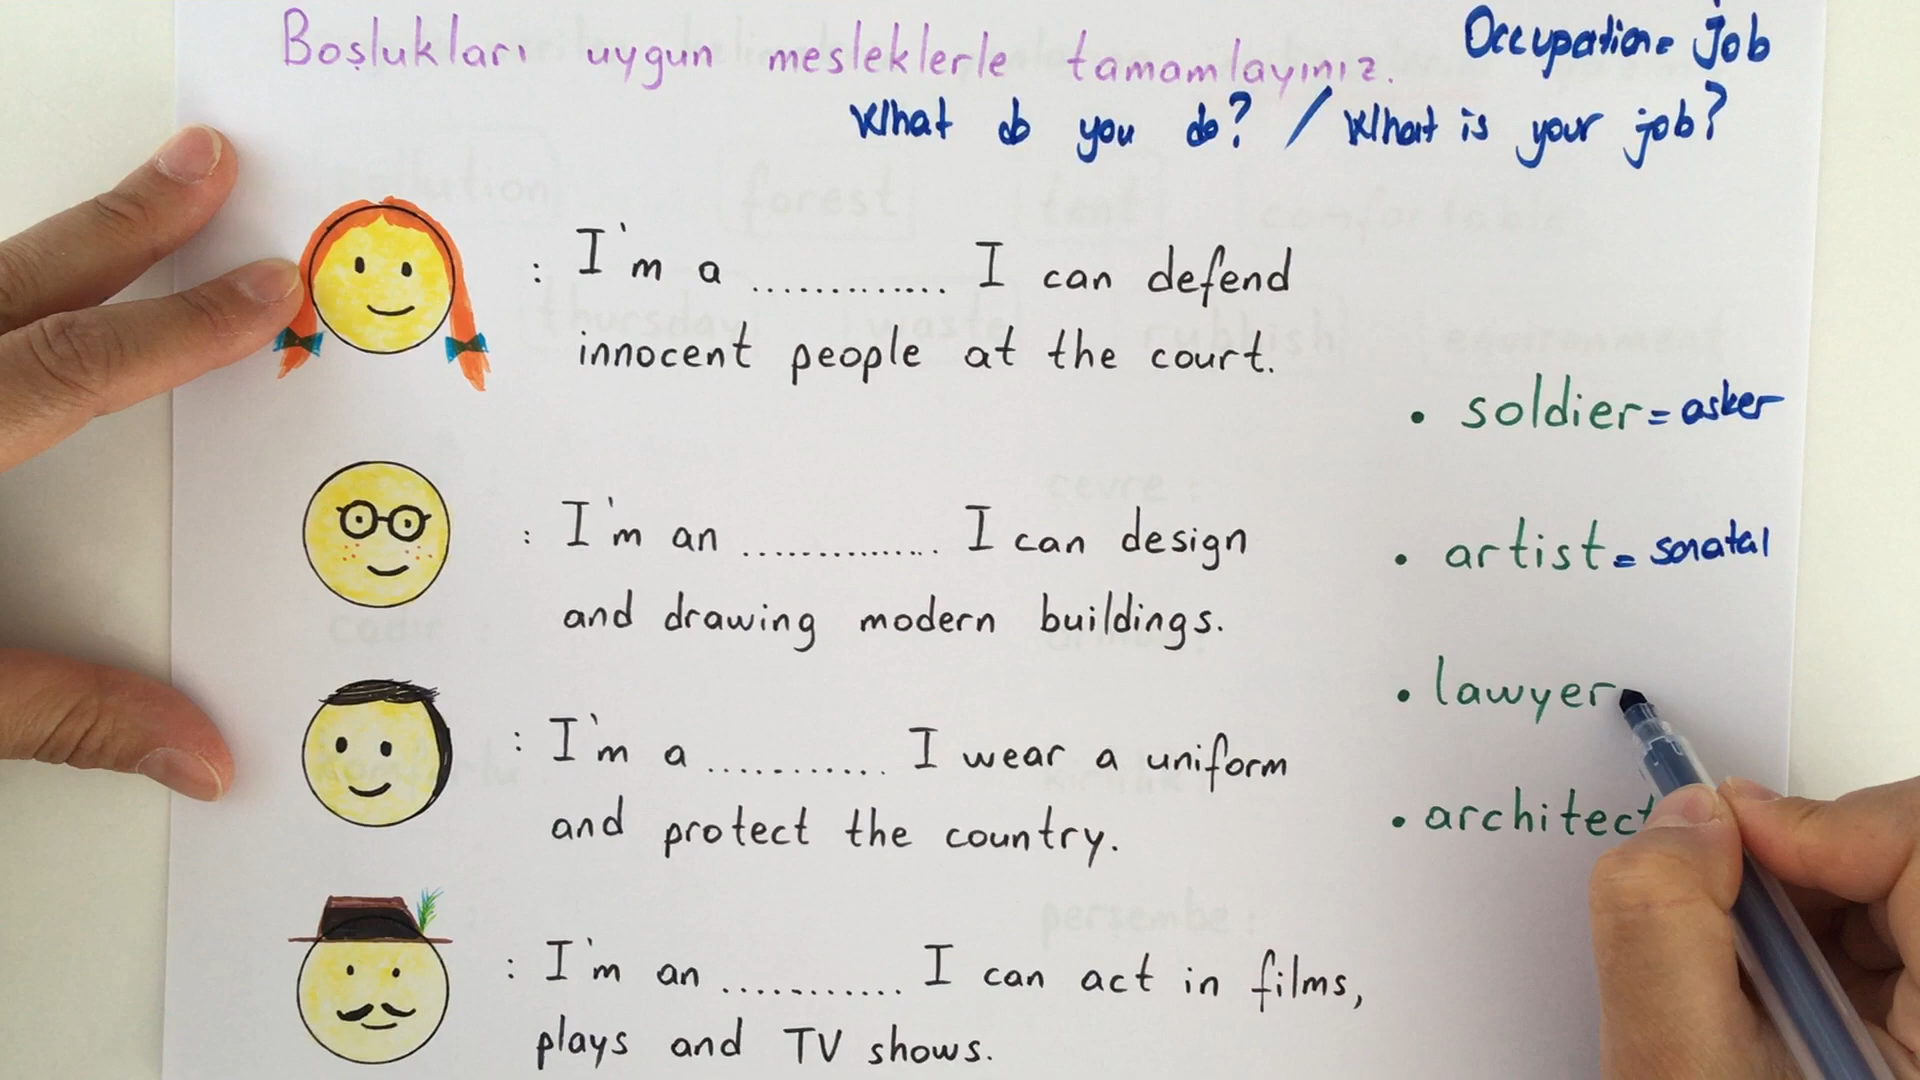 Boşlukları uygun mesleklerle tamamlayınız.
Occupation = job
What do you do? / What is your job?
: I'm a ............. I can defend
innocent people at the court.
• soldier = asker
: I'm an ............... I can design
and drawing modern buildings.
• artist = sanatçı
• lawyer
: I'm a ........... I wear a uniform
and protect the country.
• architect
: I'm an ............ I can act in films,
plays and TV shows.